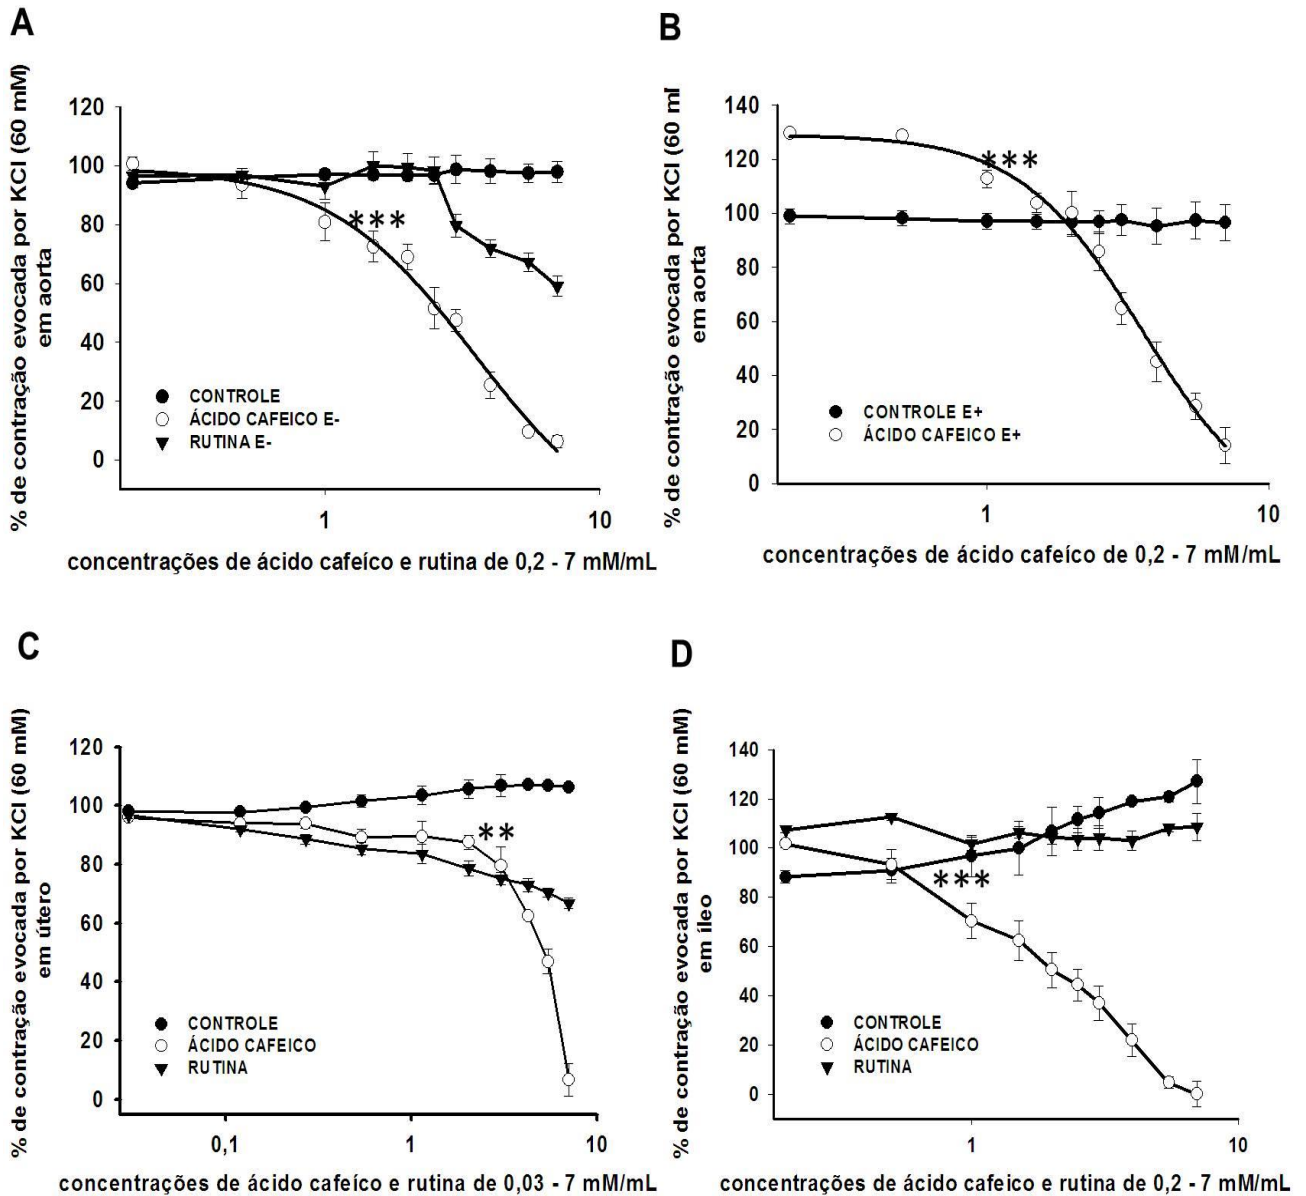 A
% de contração evocada por KCl (60 mM)
em aorta
120
100
80
60
40
20
0
***
CONTROLE
ÁCIDO CAFEICO E-
RUTINA E-
1
10
concentrações de ácido cafeíco e rutina de 0,2 - 7 mM/mL
B
% de contração evocada por KCl (60 ml
em aorta
140
120
100
80
60
40
20
0
***
CONTROLE E+
ÁCIDO CAFEICO E+
1
10
concentrações de ácido cafeíco de 0,2 - 7 mM/mL
C
% de contração evocada por KCl (60 mM)
em útero
120
100
80
60
40
20
0
**
CONTROLE
ÁCIDO CAFEICO
RUTINA
0,1
1
10
concentrações de ácido cafeíco e rutina de 0,03 - 7 mM/mL
D
% de contração evocada por KCl (60 mM)
em íleo
140
120
100
80
60
40
20
0
***
CONTROLE
ÁCIDO CAFEICO
RUTINA
1
10
concentrações de ácido cafeico e rutina de 0,2 - 7 mM/mL